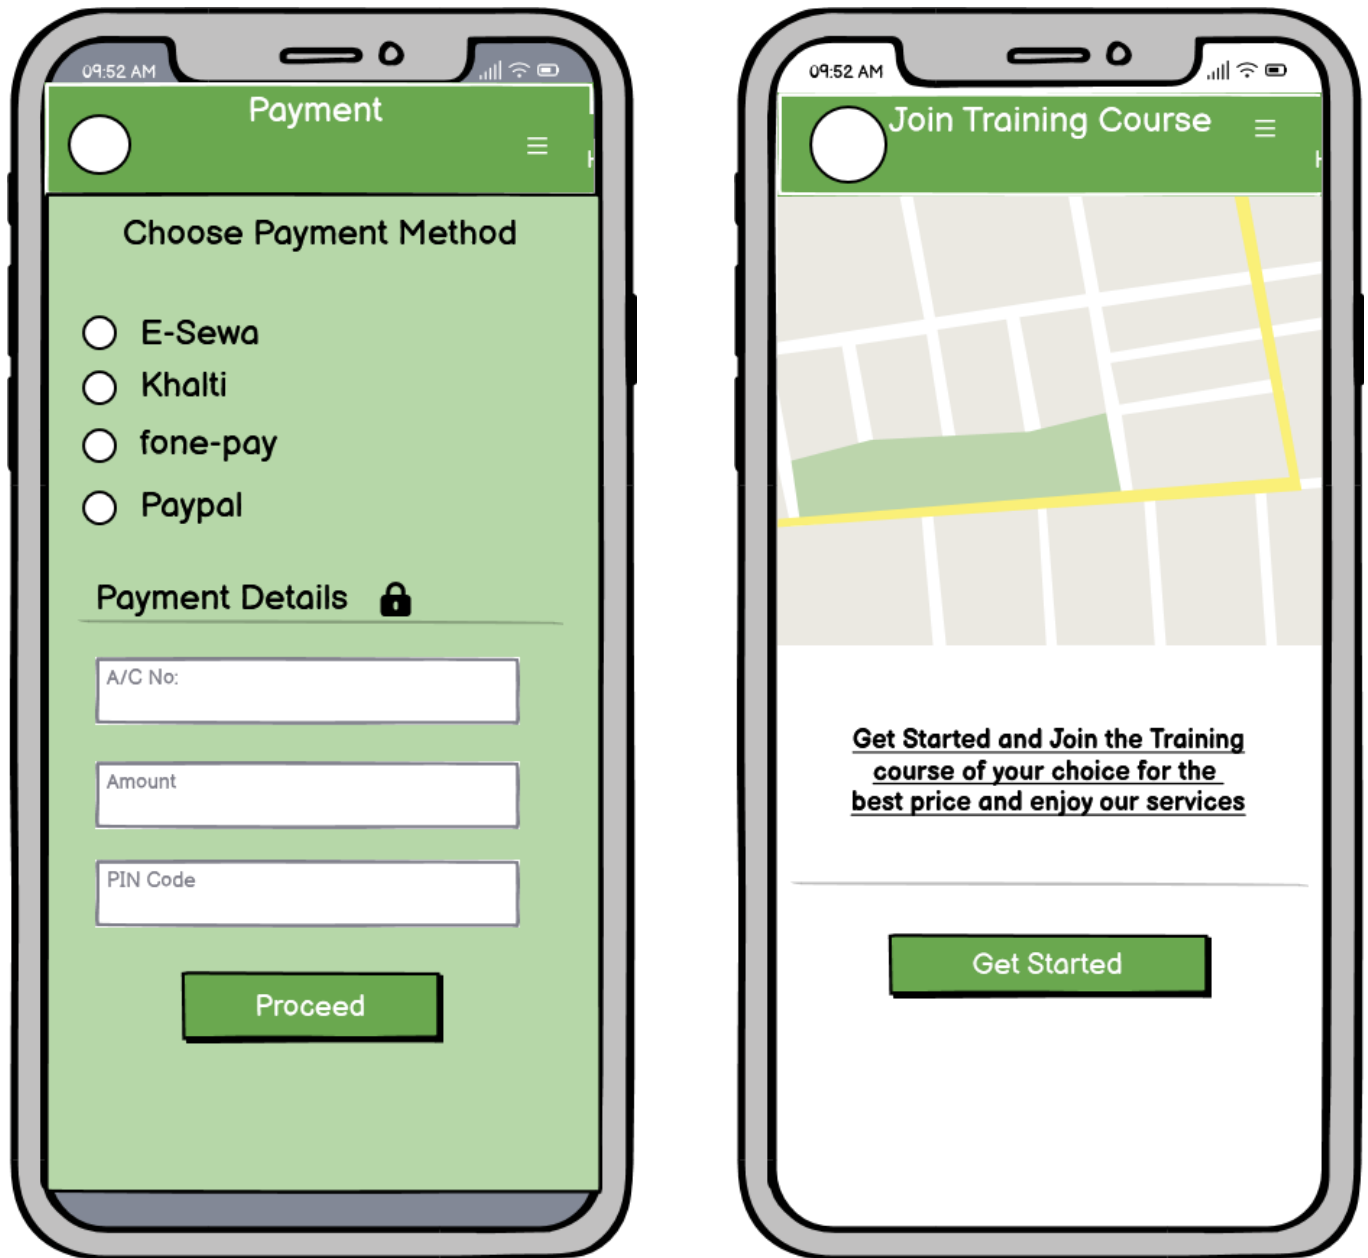 09:52 AM
Payment
Choose Payment Method
E-Sewa
Khalti
fone-pay
Paypal
Payment Details
A/C No:
Amount
PIN Code
Proceed
09:52 AM
Join Training Course
Get Started and Join the Training
course of your choice for the
best price and enjoy our services
Get Started